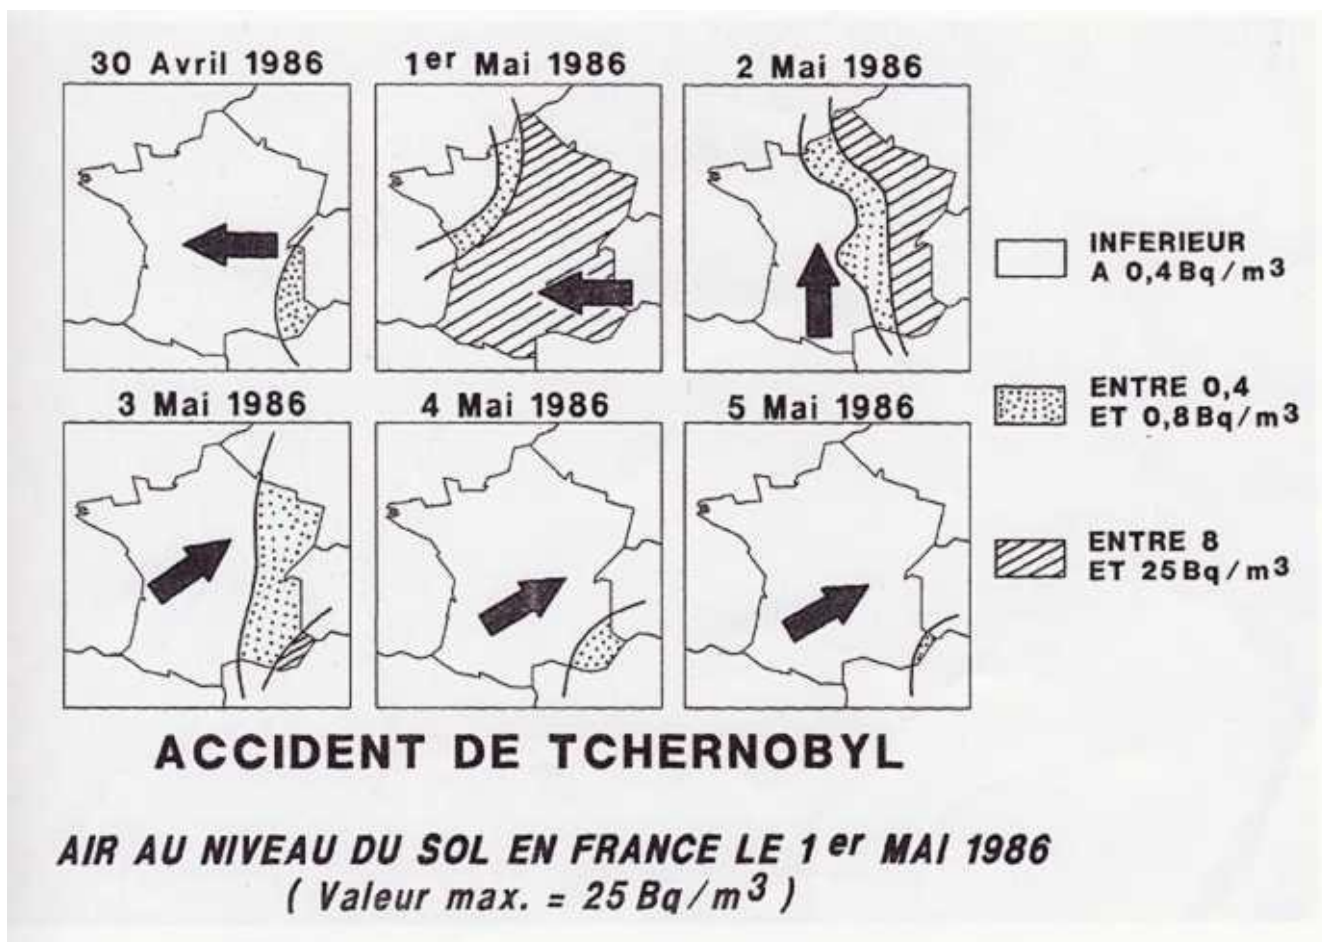 30 Avril 1986
1er Mai 1986
2 Mai 1986
INFERIEUR
A 0,4 Bq/m3
3 Mai 1986
4 Mai 1986
5 Mai 1986
ENTRE 0,4
ET 0,8 Bq/m3
ENTRE 8
ET 25 Bq/m3
ACCIDENT DE TCHERNOBYL
AIR AU NIVEAU DU SOL EN FRANCE LE 1er MAI 1986
( Valeur max. = 25 Bq/m3 )